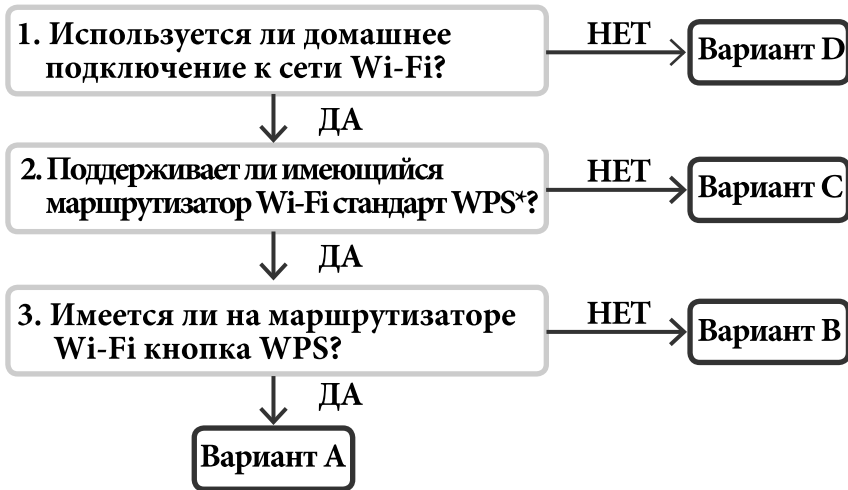 1. Используется ли домашнее
подключение к сети Wi-Fi?
НЕТ
Вариант D
ДА
2. Поддерживает ли имеющийся
маршрутизатор Wi-Fi стандарт WPS*?
НЕТ
Вариант C
ДА
3. Имеется ли на маршрутизаторе
Wi-Fi кнопка WPS?
НЕТ
Вариант B
ДА
Вариант A